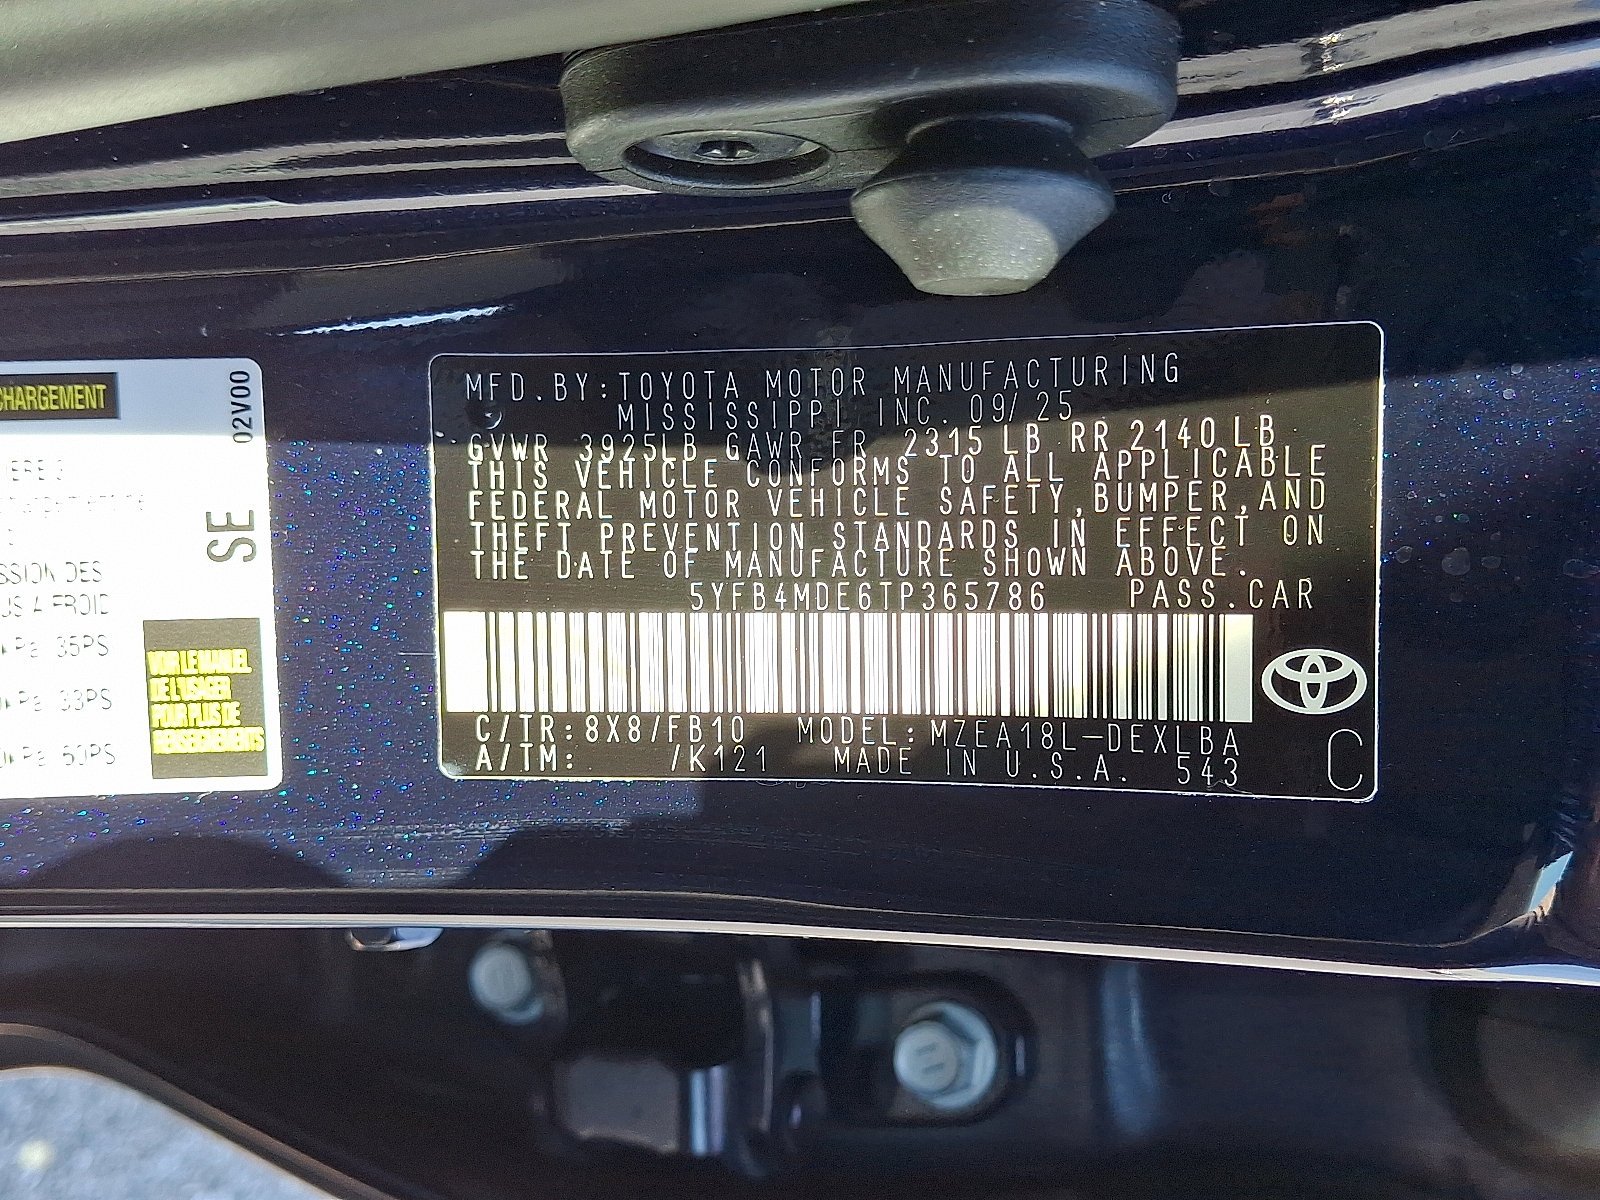 CHARGEMENT
02V00
SE
SSION DES
35PS
33PS
VOIR LE MANUEL
DE L'USAGER
POUR PLUS DE
RENSEIGNEMENTS
MFD.BY:TOYOTA MOTOR MANUFACTURING
MISSISSIPPI INC. 09/25
GVWR 3925LB GAWR FR 2315 LB RR 2140 LB
THIS VEHICLE CONFORMS TO ALL APPLICABLE
FEDERAL MOTOR VEHICLE SAFETY,BUMPER,AND
THEFT PREVENTION STANDARDS IN EFFECT ON
THE DATE OF MANUFACTURE SHOWN ABOVE.
5YFB4MDE6TP365786 PASS.CAR
C/TR:8X8/FB10 MODEL:MZEA18L-DEXLBA
A/TM: /K121 MADE IN U.S.A. 543
C